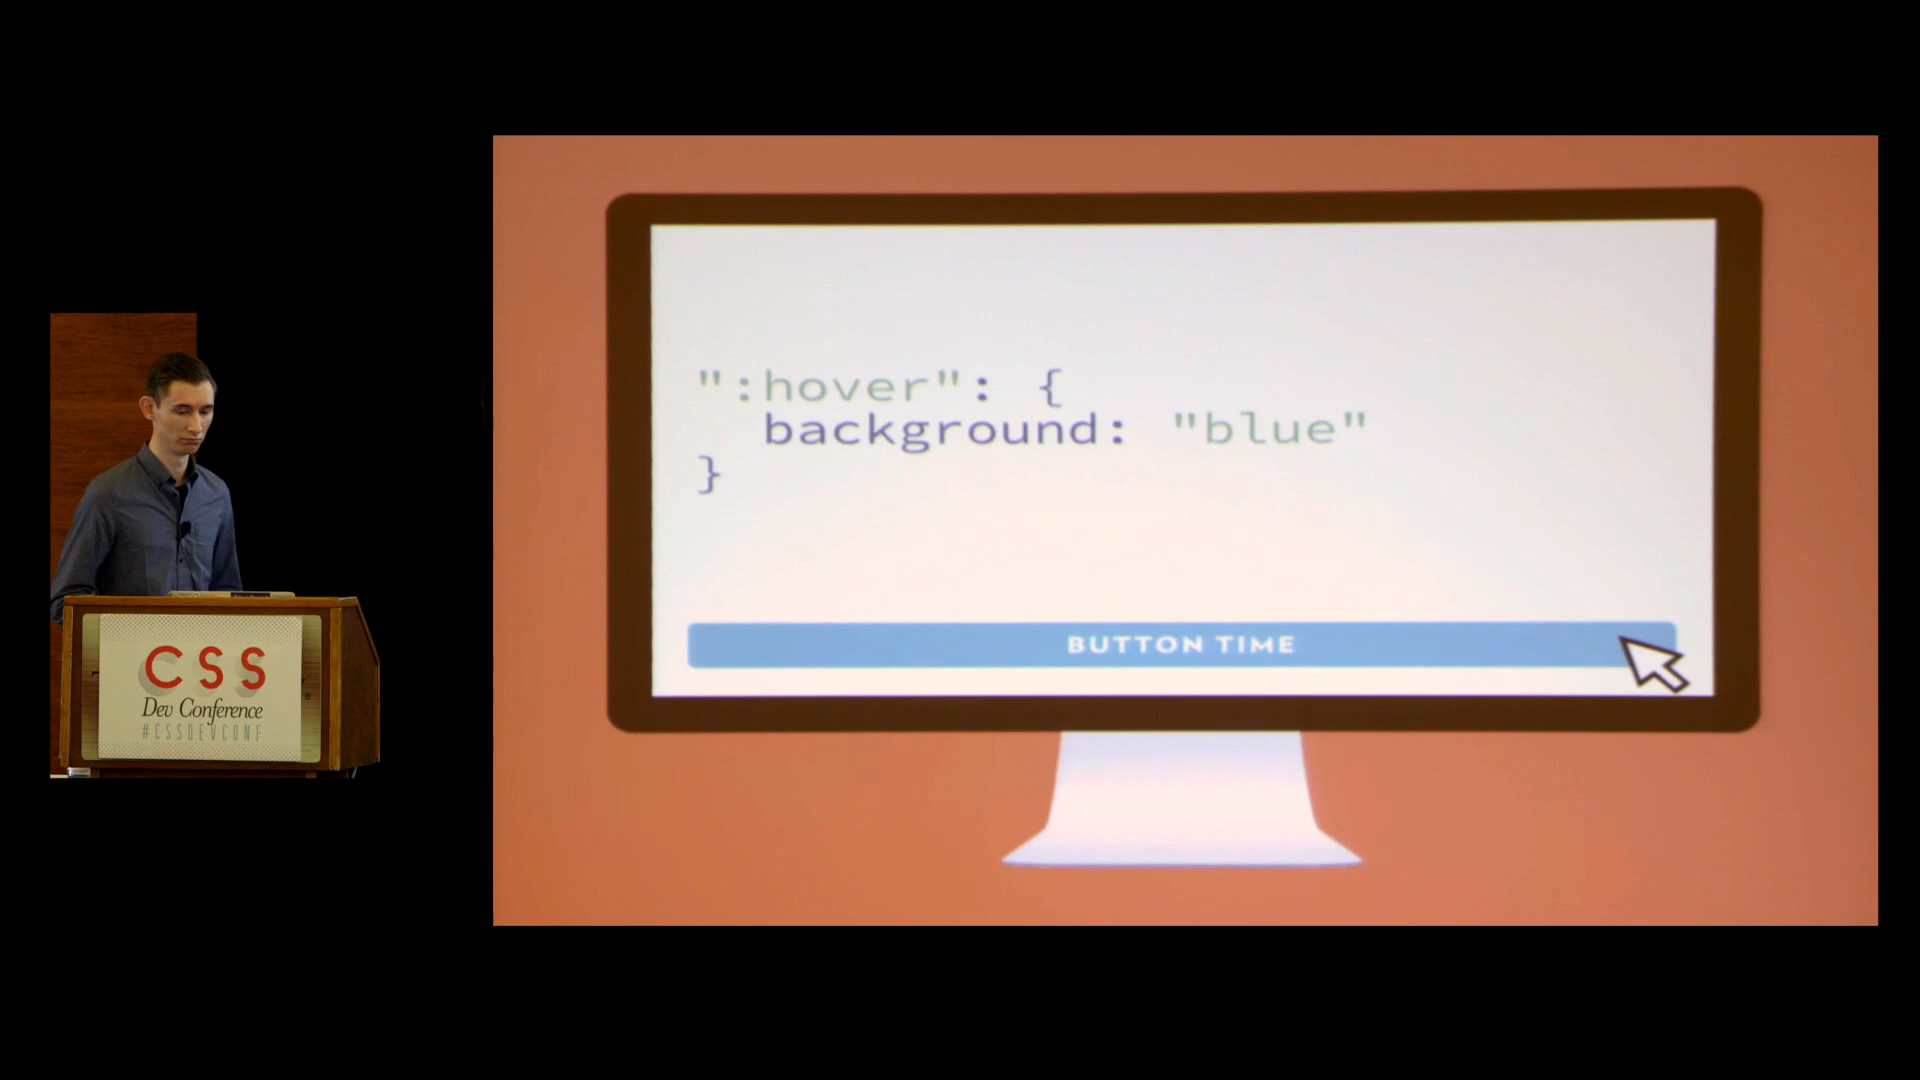 ":hover": {
background: "blue"
}
BUTTON TIME
CSS
Dev Conference
#CSSDEVCONF